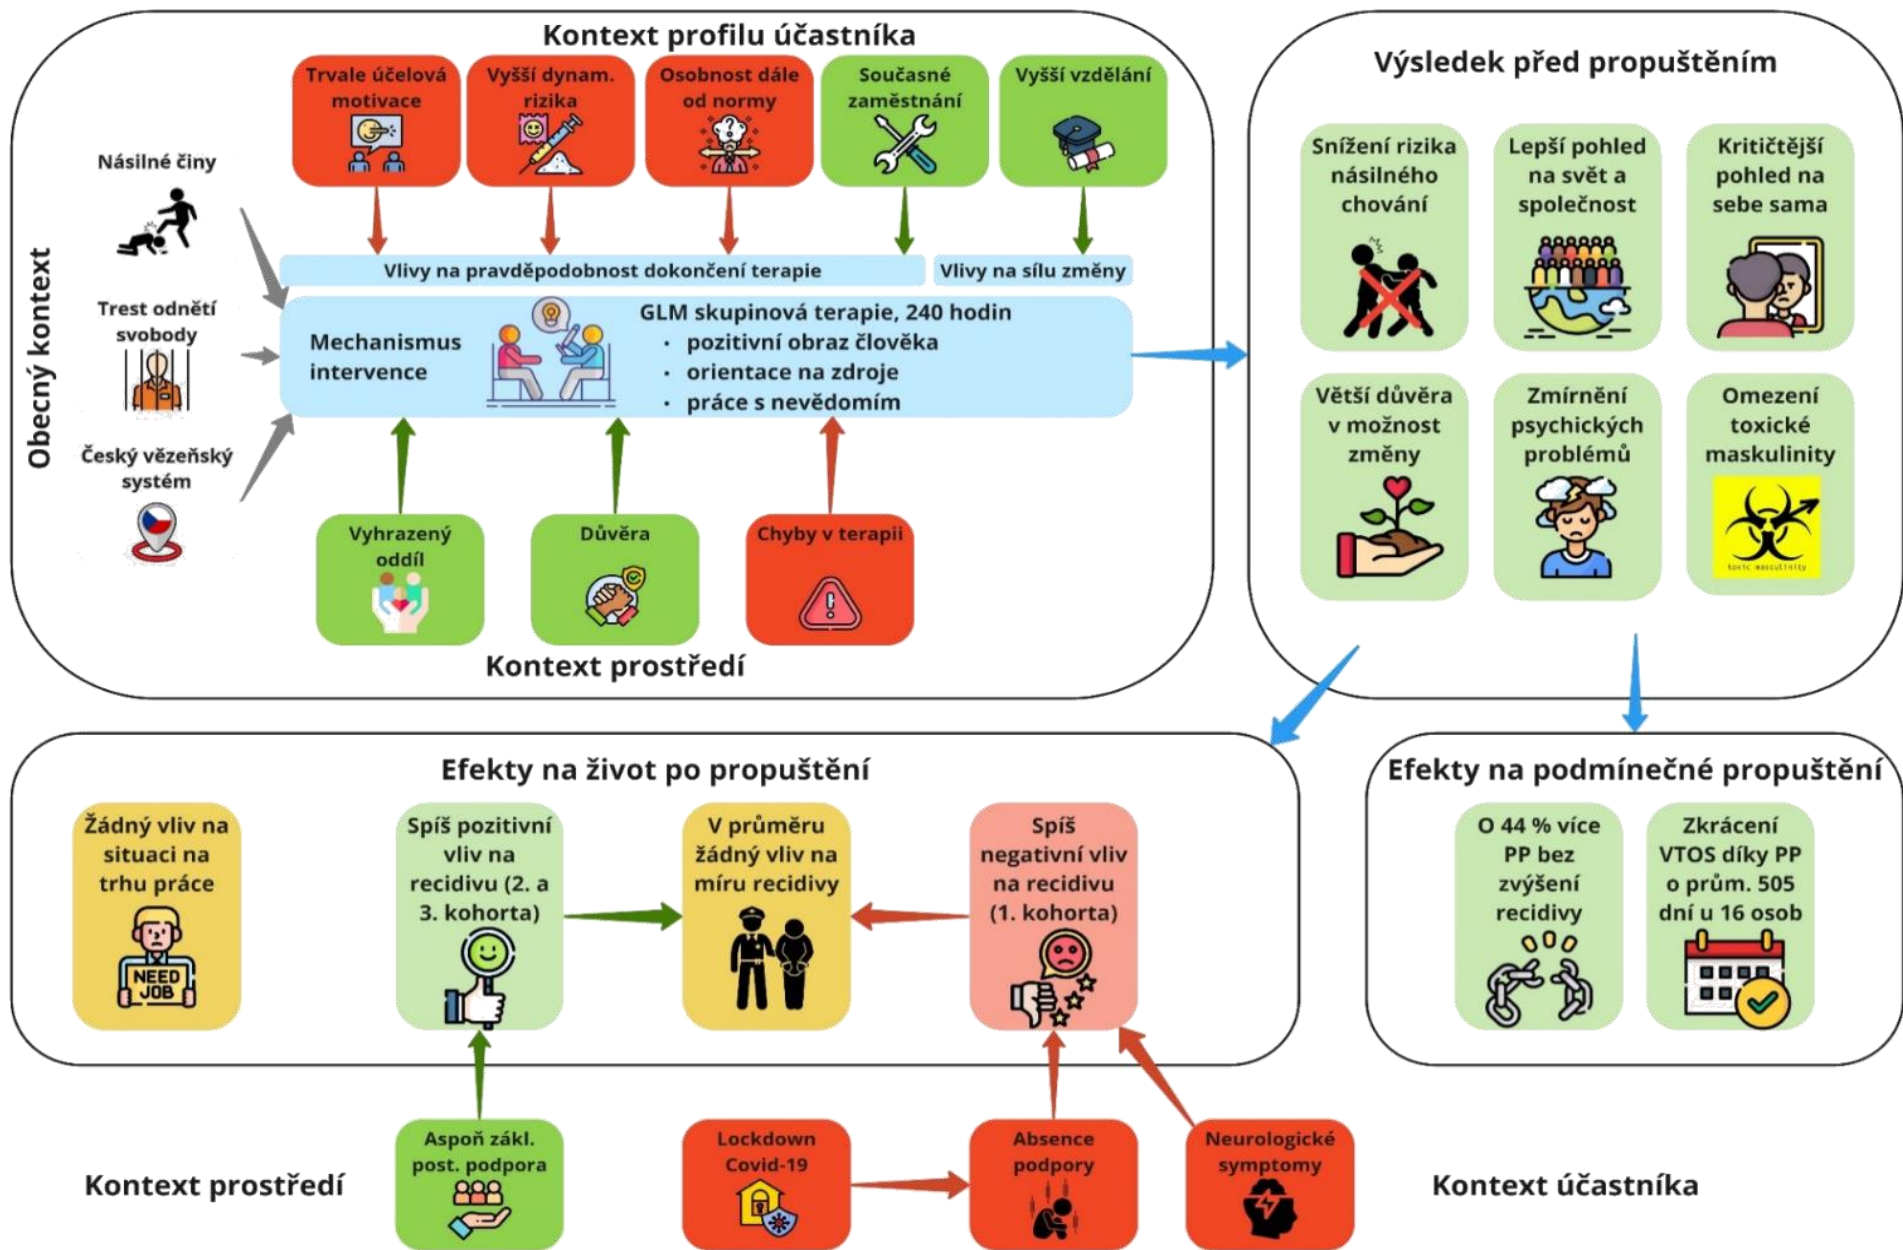 Kontext profilu účastníka
Trvale účelová
motivace
Vyšší dynam.
rizika
Osobnost dále
od normy
Současné
zaměstnání
Vyšší vzdělání
Obecný kontext
Násilné činy
Trest odnětí
svobody
Český vězeňský
systém
Vlivy na pravděpodobnost dokončení terapie
Vlivy na sílu změny
Mechanismus
intervence
GLM skupinová terapie, 240 hodin
· pozitivní obraz člověka
· orientace na zdroje
· práce s nevědomím
Vyhrazený
oddíl
Důvěra
Chyby v terapii
Kontext prostředí
Výsledek před propuštěním
Snížení rizika
násilného
chování
Lepší pohled
na svět a
společnost
Kritičtější
pohled na
sebe sama
Větší důvěra
v možnost
změny
Zmírnění
psychických
problémů
Omezení
toxické
maskulinity
toxic masculinity
Efekty na život po propuštění
Žádný vliv na
situaci na
trhu práce
NEED
JOB
Spíš pozitivní
vliv na
recidivu (2. a
3. kohorta)
V průměru
žádný vliv na
míru recidivy
Spíš
negativní vliv
na recidivu
(1. kohorta)
Efekty na podmínečné propuštění
O 44 % více
PP bez
zvýšení
recidivy
Zkrácení
VTOS díky PP
o prům. 505
dní u 16 osob
Kontext prostředí
Aspoň zákl.
post. podpora
Lockdown
Covid-19
Absence
podpory
Neurologické
symptomy
Kontext účastníka